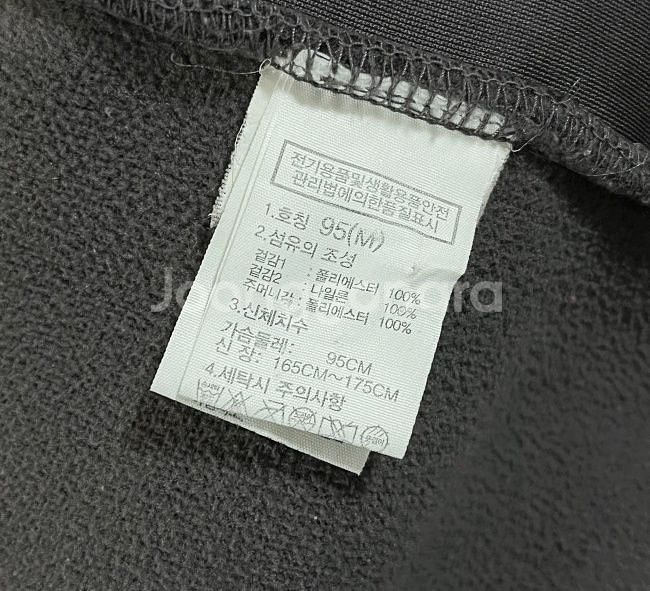 전기용품및생활용품안전
관리법에의한품질표시
1.호칭 95(M)
2.섬유의 조성
겉감1 : 폴리에스터 100%
겉감2 : 나일론 100%
주머니감 : 폴리에스터 100%
3.신체치수
가슴둘레: 95CM
신 장: 165CM~175CM
4.세탁시 주의사항